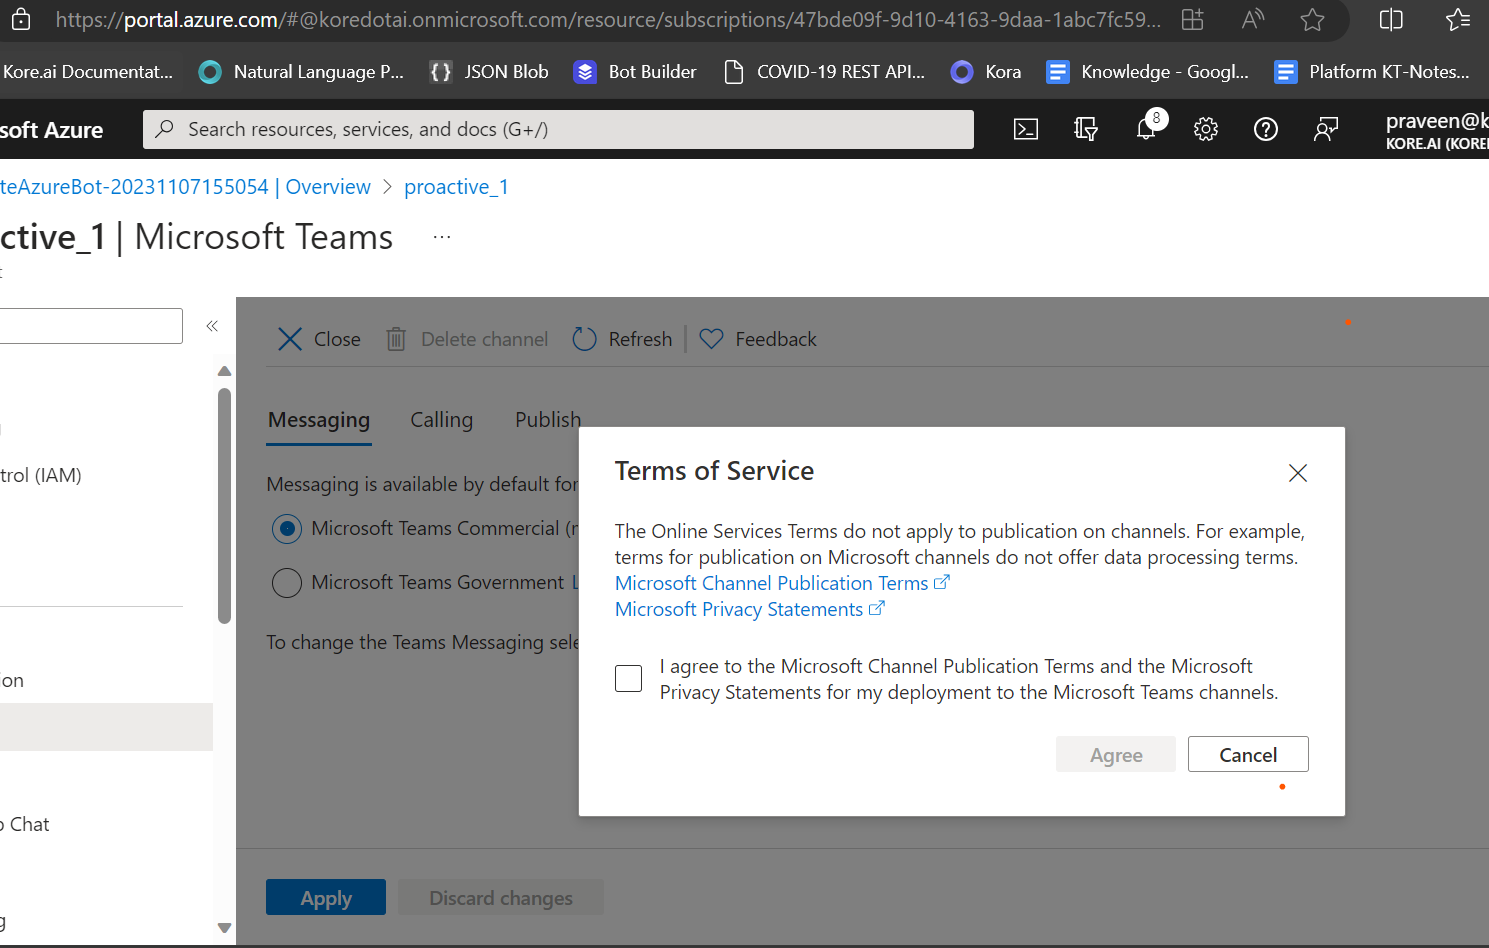 https://portal.azure.com/#@koredotai.onmicrosoft.com/resource/subscriptions/47bde09f-9d10-4163-9daa-1abc7fc59...
Kore.ai Documentat... Natural Language P... {} JSON Blob Bot Builder COVID-19 REST API... Kora Knowledge - Googl... Platform KT-Notes...
soft Azure Search resources, services, and docs (G+/) 8 praveen@k
KORE.AI (KORE
teAzureBot-20231107155054 | Overview > proactive_1
ctive_1 | Microsoft Teams ...
Close Delete channel Refresh Feedback
Messaging Calling Publish
trol (IAM)
Messaging is available by default for
Microsoft Teams Commercial (
Microsoft Teams Government L
To change the Teams Messaging sele
on
Chat
g
Terms of Service
The Online Services Terms do not apply to publication on channels. For example,
terms for publication on Microsoft channels do not offer data processing terms.
Microsoft Channel Publication Terms
Microsoft Privacy Statements
I agree to the Microsoft Channel Publication Terms and the Microsoft
Privacy Statements for my deployment to the Microsoft Teams channels.
Agree Cancel
Apply Discard changes